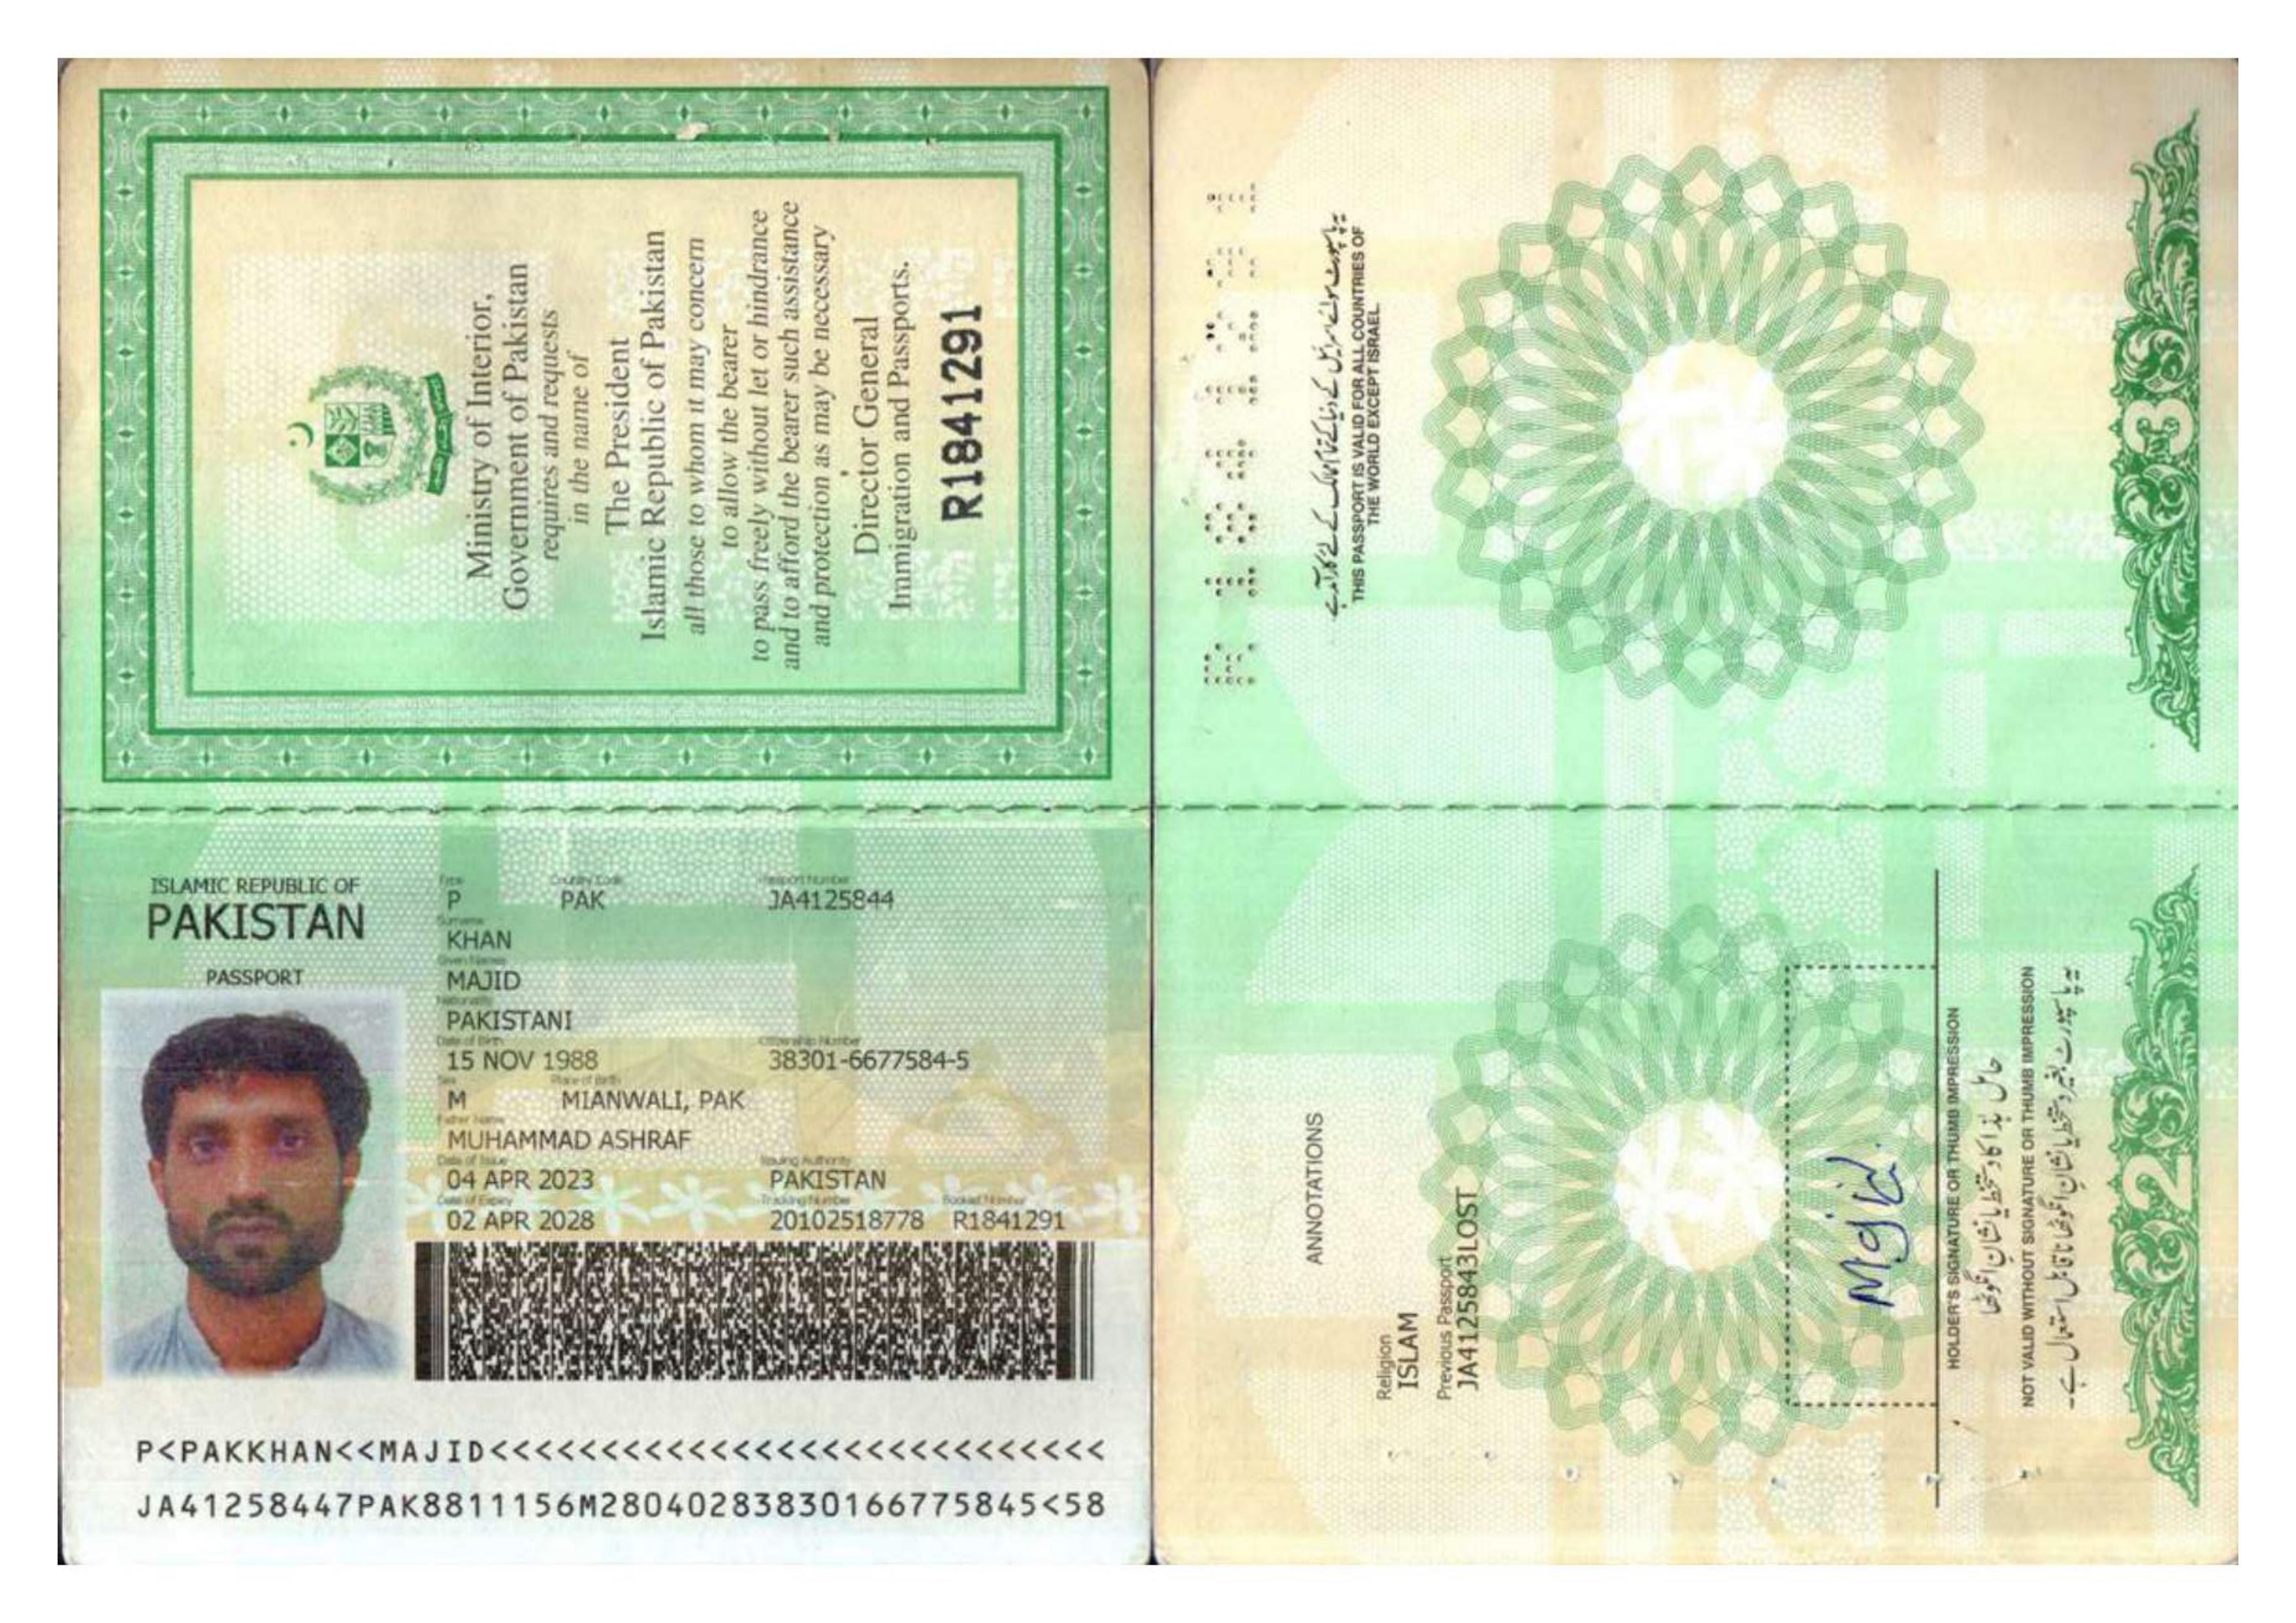 Ministry of Interior,
Government of Pakistan
requires and requests
in the name of
The President
Islamic Republic of Pakistan
all those to whom it may concern
to allow the bearer
to pass freely without let or hindrance
and to afford the bearer such assistance
and protection as may be necessary
Director General
Immigration and Passports.
R1841291
ISLAMIC REPUBLIC OF
PAKISTAN
PASSPORT
Type Country Code Passport Number
P PAK JA4125844
Surname
KHAN
Given Names
MAJID
Nationality
PAKISTANI
Date of Birth Citizenship Number
15 NOV 1988 38301-6677584-5
Sex Place of Birth
M MIANWALI, PAK
Father Name
MUHAMMAD ASHRAF
Date of Issue Issuing Authority
04 APR 2023 PAKISTAN
Date of Expiry Tracking Number Booklet Number
02 APR 2028 20102518778 R1841291
P<PAKKHAN<<MAJID<<<<<<<<<<<<<<<<<<<<<<<<<<<<
JA41258447PAK8811156M28040283830166775845<58
یہ پاسپورٹ سوائے اسرائیل کے دنیا کے تمام ممالک کے لئے کارآمد ہے
THIS PASSPORT IS VALID FOR ALL COUNTRIES OF
THE WORLD EXCEPT ISRAEL.
3
ANNOTATIONS
Religion
ISLAM
Previous Passport
JA4125843LOST
Majid.
HOLDER'S SIGNATURE OR THUMB IMPRESSION
حامل ہذا کا دستخط یا نشان انگوٹھا
NOT VALID WITHOUT SIGNATURE OR THUMB IMPRESSION
یہ پاسپورٹ بغیر دستخط یا نشان انگوٹھا ناقابل استعمال ہے۔
2